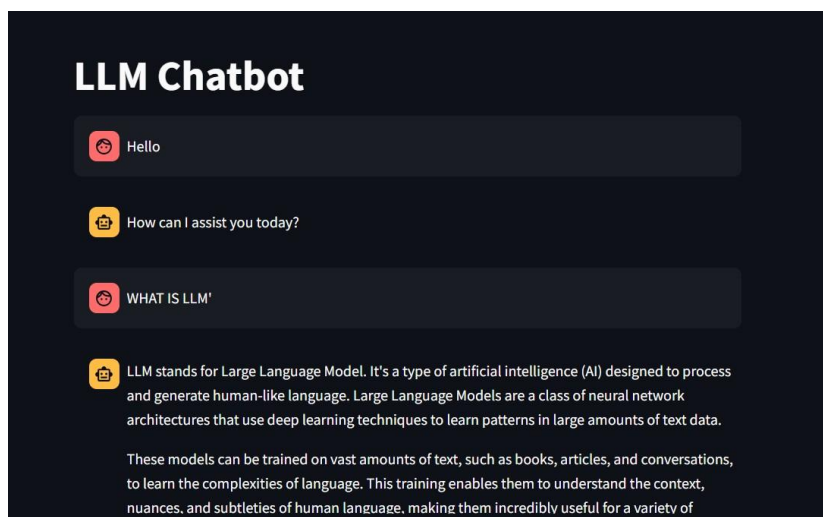 LLM Chatbot
Hello
How can I assist you today?
WHAT IS LLM'
LLM stands for Large Language Model. It's a type of artificial intelligence (AI) designed to process
and generate human-like language. Large Language Models are a class of neural network
architectures that use deep learning techniques to learn patterns in large amounts of text data.
These models can be trained on vast amounts of text, such as books, articles, and conversations,
to learn the complexities of language. This training enables them to understand the context,
nuances, and subtleties of human language, making them incredibly useful for a variety of